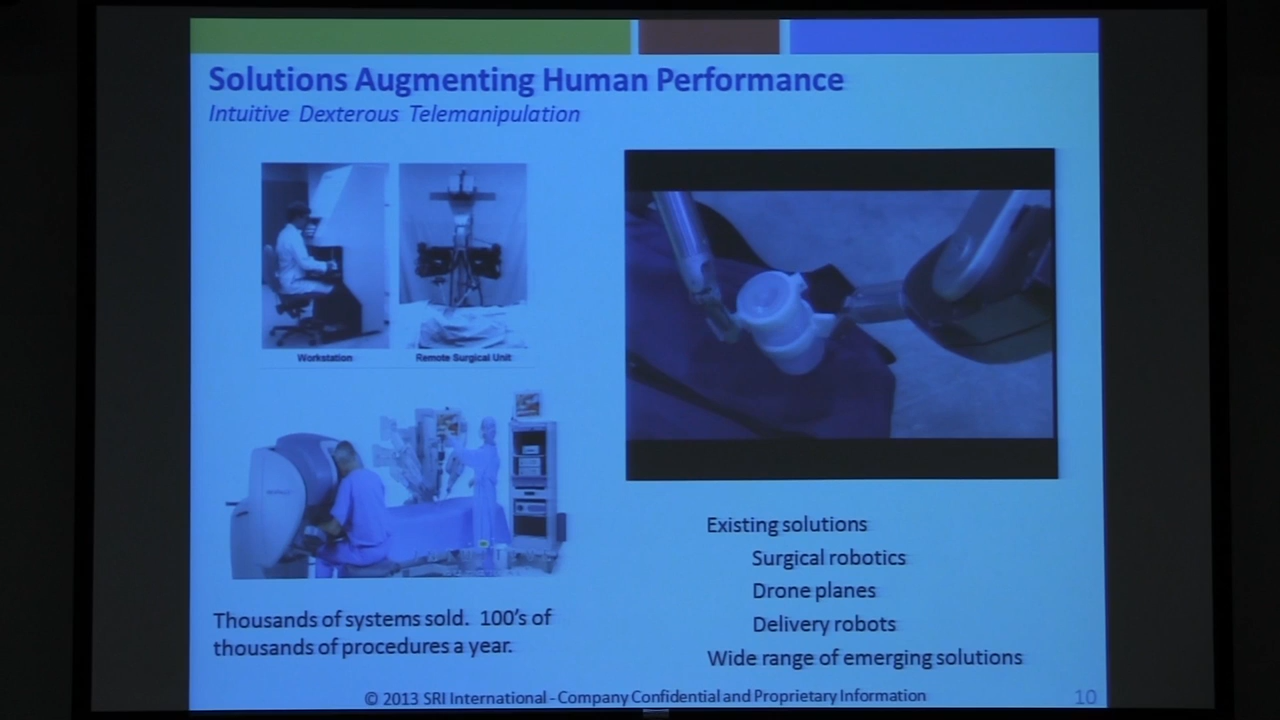 Solutions Augmenting Human Performance
Intuitive Dexterous Telemanipulation
Workstation
Remote Surgical Unit
Thousands of systems sold. 100's of
thousands of procedures a year.
Existing solutions
Surgical robotics
Drone planes
Delivery robots
Wide range of emerging solutions
© 2013 SRI International - Company Confidential and Proprietary Information
10